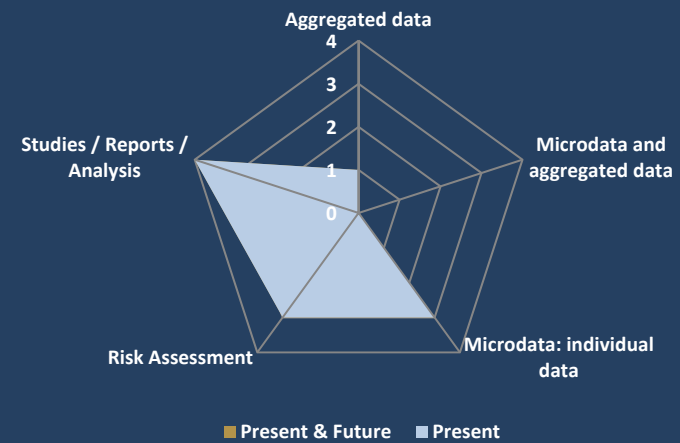 Aggregated data
4
3
2
1
0
Microdata and
aggregated data
Microdata: individual
data
Risk Assessment
Studies / Reports /
Analysis
Present & Future
Present